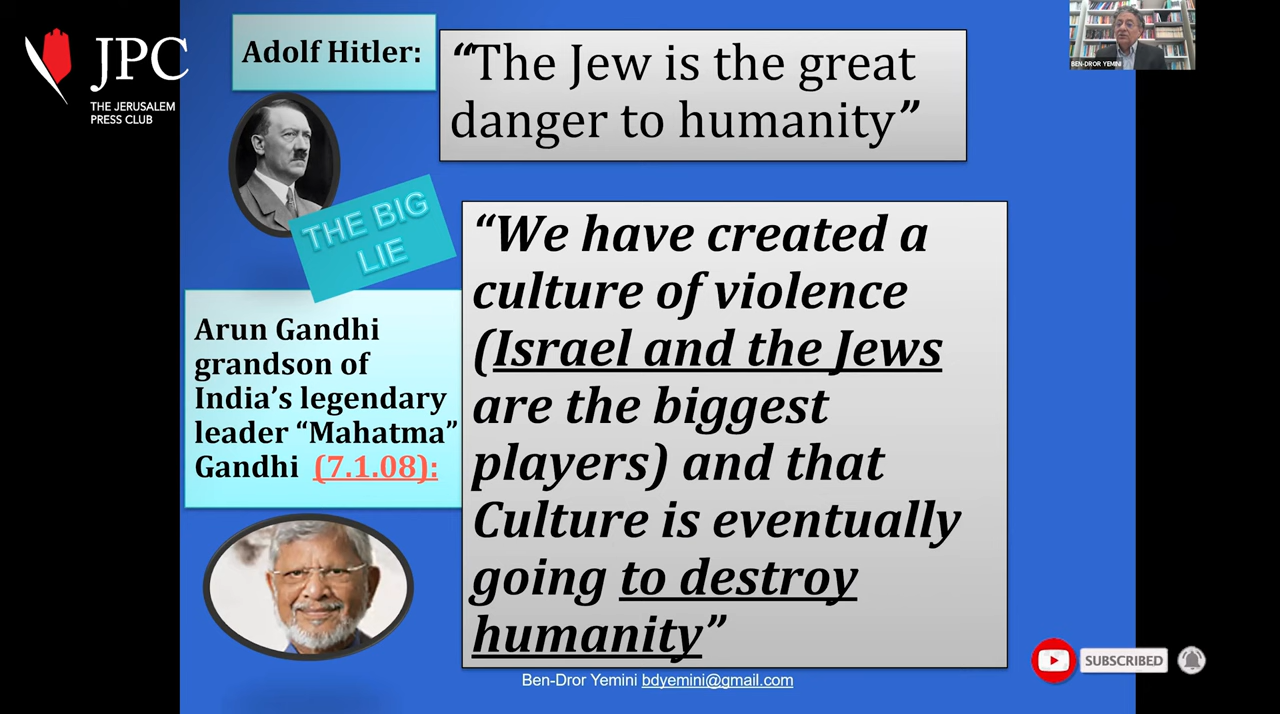 JPC
THE JERUSALEM
PRESS CLUB
Adolf Hitler:
“The Jew is the great
danger to humanity”
BEN-DROR YEMINI
THE BIG
LIE
Arun Gandhi
grandson of
India’s legendary
leader “Mahatma”
Gandhi (7.1.08):
“We have created a
culture of violence
(Israel and the Jews
are the biggest
players) and that
Culture is eventually
going to destroy
humanity”
Ben-Dror Yemini bdyemini@gmail.com
SUBSCRIBED